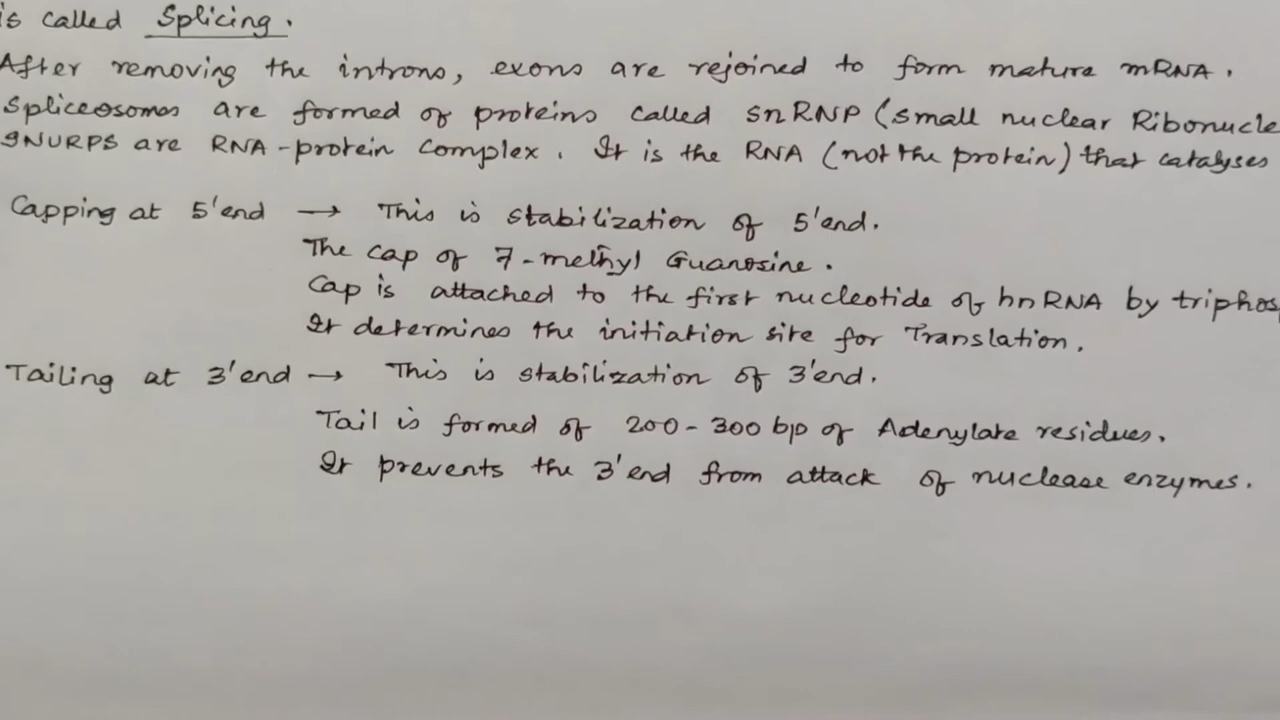 is called Splicing.
After removing the introns, exons are rejoined to form mature mRNA.
Spliceosomes are formed of proteins called snRNP (small nuclear Ribonucle
SNURPS are RNA-protein complex. It is the RNA (not the protein) that catalyses
Capping at 5'end → This is stabilization of 5'end.
The cap of 7-methyl Guanosine.
Cap is attached to the first nucleotide of hnRNA by triphos
It determines the initiation site for Translation.
Tailing at 3'end → This is stabilization of 3'end.
Tail is formed of 200-300 bp of Adenylate residues.
It prevents the 3'end from attack of nuclease enzymes.